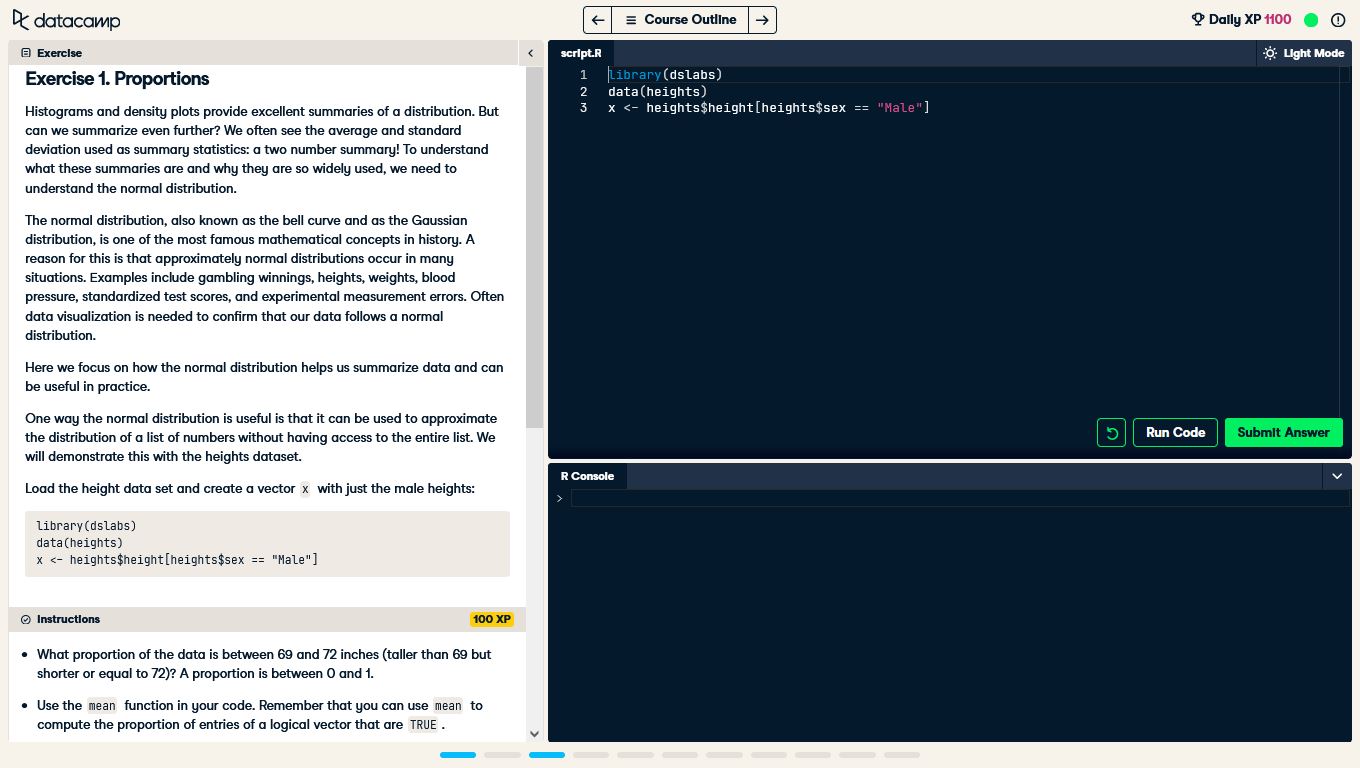 datacamp
Course Outline
Daily XP 1100
Exercise
Exercise 1. Proportions
Histograms and density plots provide excellent summaries of a distribution. But
can we summarize even further? We often see the average and standard
deviation used as summary statistics: a two number summary! To understand
what these summaries are and why they are so widely used, we need to
understand the normal distribution.
The normal distribution, also known as the bell curve and as the Gaussian
distribution, is one of the most famous mathematical concepts in history. A
reason for this is that approximately normal distributions occur in many
situations. Examples include gambling winnings, heights, weights, blood
pressure, standardized test scores, and experimental measurement errors. Often
data visualization is needed to confirm that our data follows a normal
distribution.
Here we focus on how the normal distribution helps us summarize data and can
be useful in practice.
One way the normal distribution is useful is that it can be used to approximate
the distribution of a list of numbers without having access to the entire list. We
will demonstrate this with the heights dataset.
Load the height data set and create a vector x with just the male heights:
library(dslabs)
data(heights)
x <- heights$height[heights$sex == "Male"]
Instructions
100 XP
• What proportion of the data is between 69 and 72 inches (taller than 69 but
shorter or equal to 72)? A proportion is between 0 and 1.
• Use the mean function in your code. Remember that you can use mean to
compute the proportion of entries of a logical vector that are TRUE .
script.R
Light Mode
1 library(dslabs)
2 data(heights)
3 x <- heights$height[heights$sex == "Male"]
Run Code
Submit Answer
R Console
>